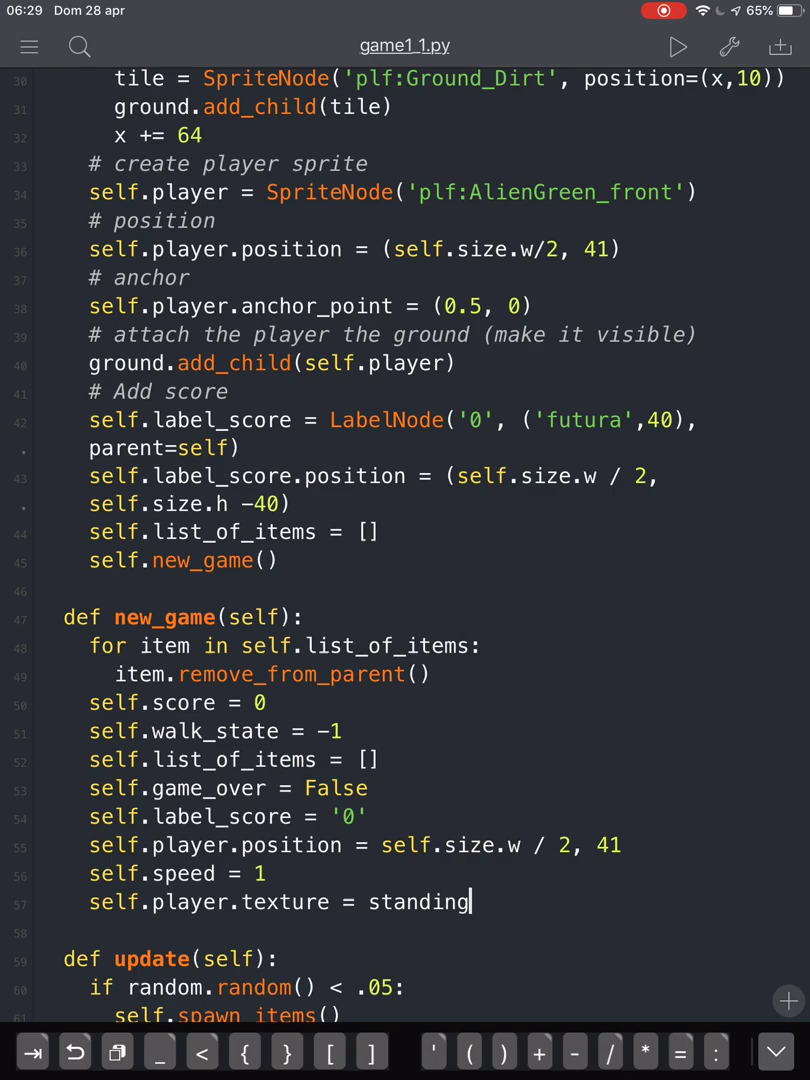 06:29 Dom 28 apr 65%
game1_1.py
30 tile = SpriteNode('plf:Ground_Dirt', position=(x,10))
31 ground.add_child(tile)
32 x += 64
33 # create player sprite
34 self.player = SpriteNode('plf:AlienGreen_front')
35 # position
36 self.player.position = (self.size.w/2, 41)
37 # anchor
38 self.player.anchor_point = (0.5, 0)
39 # attach the player the ground (make it visible)
40 ground.add_child(self.player)
41 # Add score
42 self.label_score = LabelNode('0', ('futura',40),
parent=self)
43 self.label_score.position = (self.size.w / 2,
self.size.h -40)
44 self.list_of_items = []
45 self.new_game()
46
47 def new_game(self):
48 for item in self.list_of_items:
49 item.remove_from_parent()
50 self.score = 0
51 self.walk_state = -1
52 self.list_of_items = []
53 self.game_over = False
54 self.label_score = '0'
55 self.player.position = self.size.w / 2, 41
56 self.speed = 1
57 self.player.texture = standing
58
59 def update(self):
60 if random.random() < .05:
61 self.spawn_items()
_ < { } [ ] ' ( ) + - / * = :